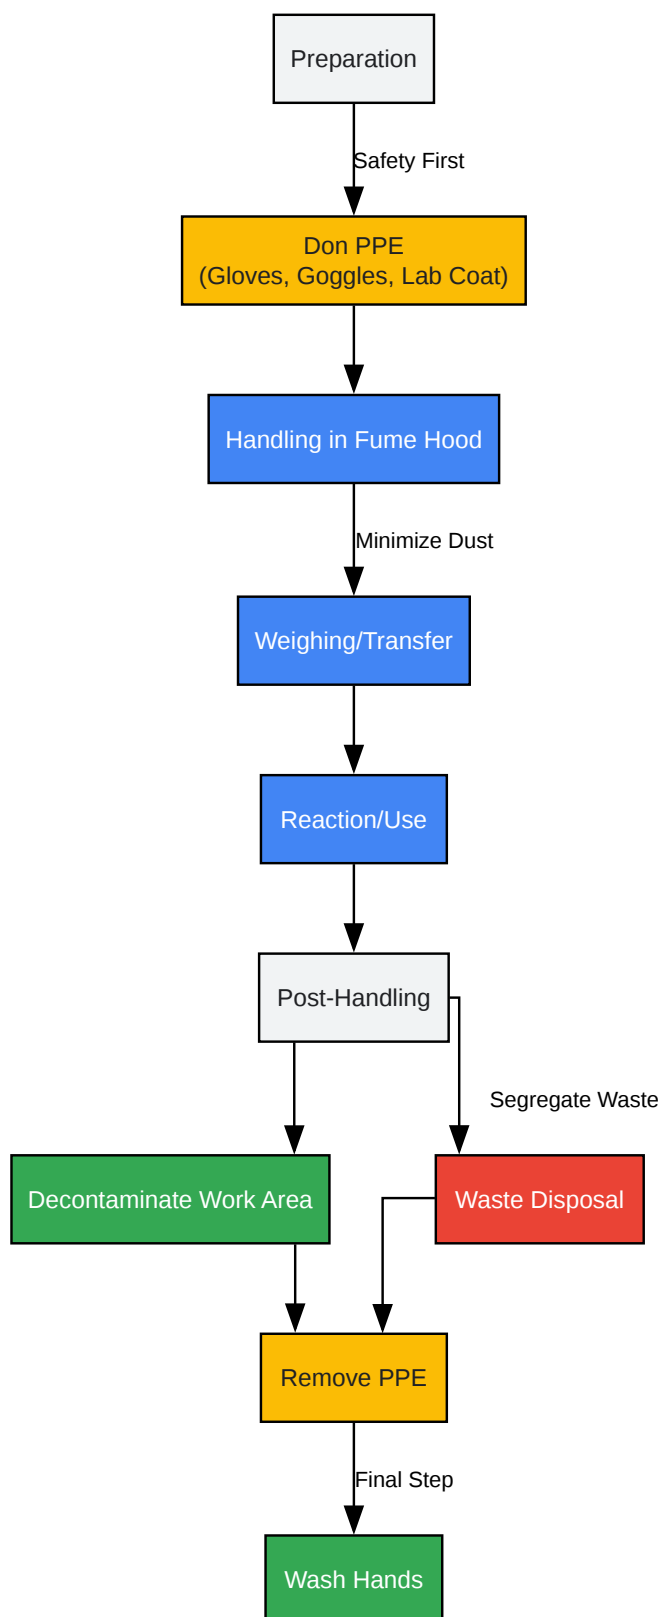 Preparation
Safety First
Don PPE
(Gloves, Goggles, Lab Coat)
Handling in Fume Hood
Minimize Dust
Weighing/Transfer
Reaction/Use
Post-Handling
Segregate Waste
Decontaminate Work Area
Waste Disposal
Remove PPE
Final Step
Wash Hands